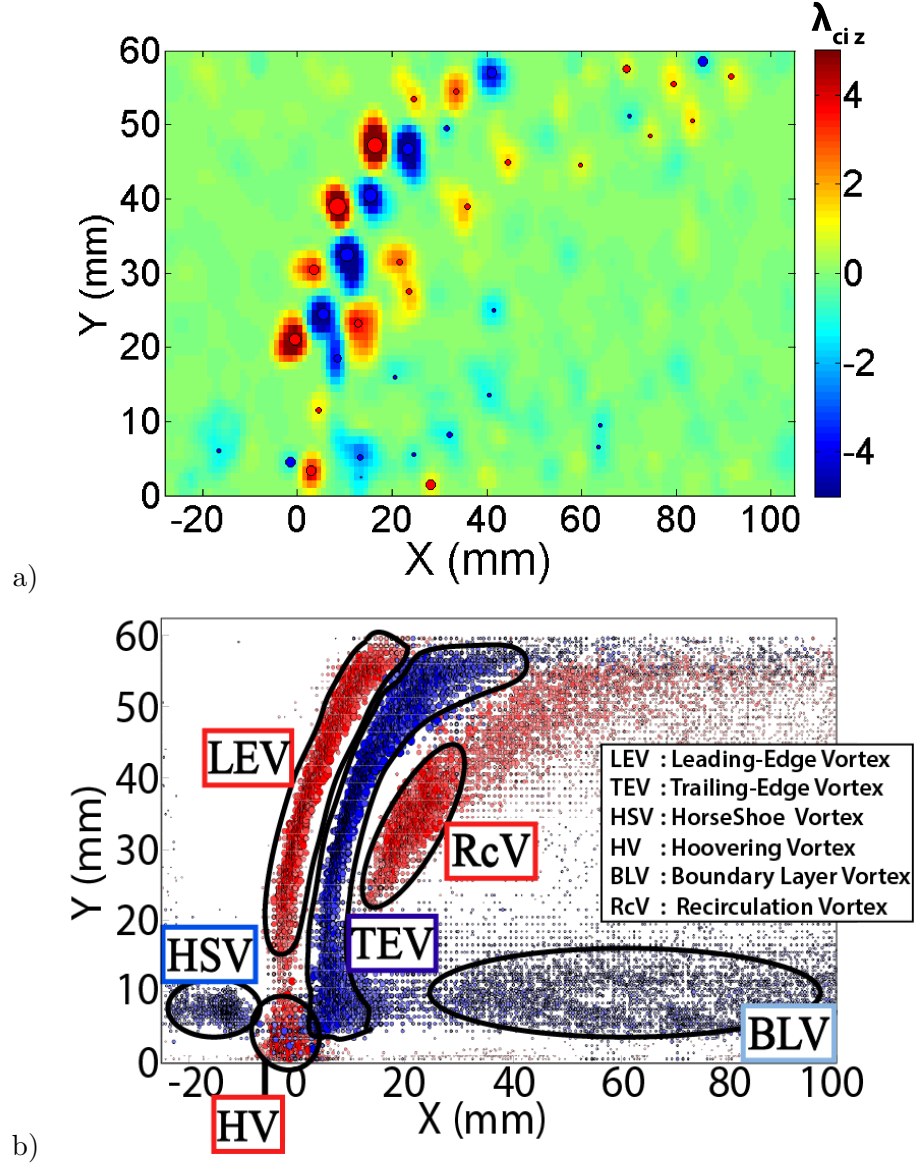 λci z
60
50
40
30
20
10
0
Y (mm)
-20 0 20 40 60 80 100
X (mm)
4
2
0
-2
-4
a)
60
50
40
30
20
10
0
Y (mm)
LEV
RcV
TEV
HSV
BLV
HV
LEV : Leading-Edge Vortex
TEV : Trailing-Edge Vortex
HSV : HorseShoe Vortex
HV : Hoovering Vortex
BLV : Boundary Layer Vortex
RcV : Recirculation Vortex
-20 0 20 40 60 80 100
X (mm)
b)